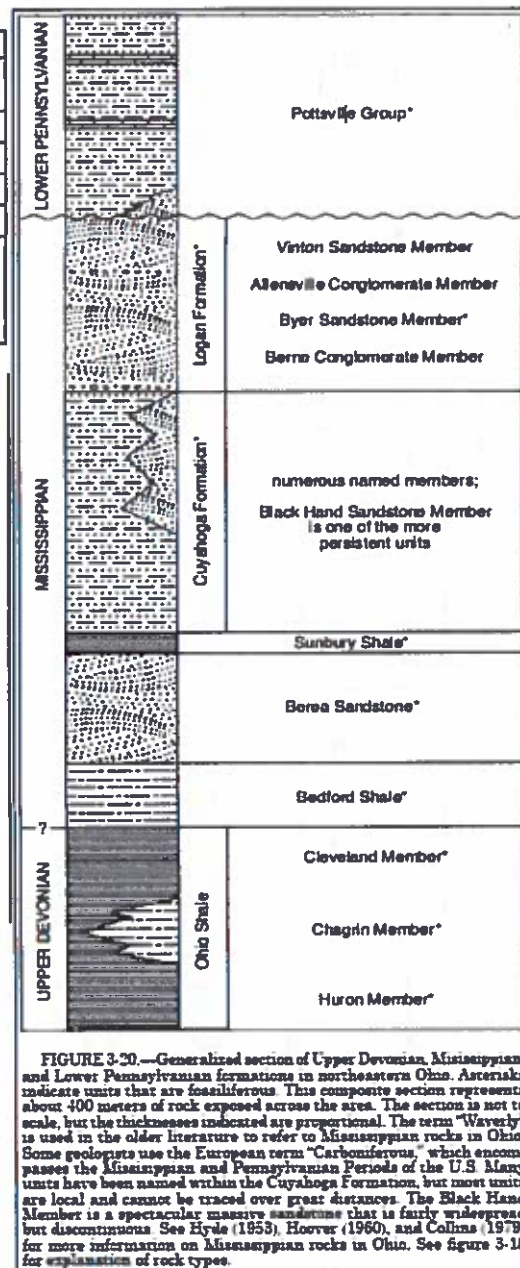 LOWER PENNSYLVANIAN
Pottsville Group*
MISSISSIPPIAN
Logan Formation*
Vinton Sandstone Member
Allensville Conglomerate Member
Byer Sandstone Member*
Berne Conglomerate Member
Cuyahoga Formation*
numerous named members;
Black Hand Sandstone Member
is one of the more
persistent units
Sunbury Shale*
Berea Sandstone*
Bedford Shale*
?
UPPER DEVONIAN
Ohio Shale
Cleveland Member*
Chagrin Member*
Huron Member*
FIGURE 3-20.—Generalized section of Upper Devonian, Mississippian
and Lower Pennsylvanian formations in northeastern Ohio. Asterisks
indicate units that are fossiliferous. This composite section represents
about 400 meters of rock exposed across the area. The section is not to
scale, but the thicknesses indicated are proportional. The term "Waverly"
is used in the older literature to refer to Mississippian rocks in Ohio.
Some geologists use the European term "Carboniferous," which encom-
passes the Mississippian and Pennsylvanian Periods of the U.S. Many
units have been named within the Cuyahoga Formation, but most units
are local and cannot be traced over great distances. The Black Hand
Member is a spectacular massive sandstone that is fairly widespread
but discontinuous. See Hyde (1953), Hoover (1960), and Collins (1979)
for more information on Mississippian rocks in Ohio. See figure 3-18
for explanation of rock types.